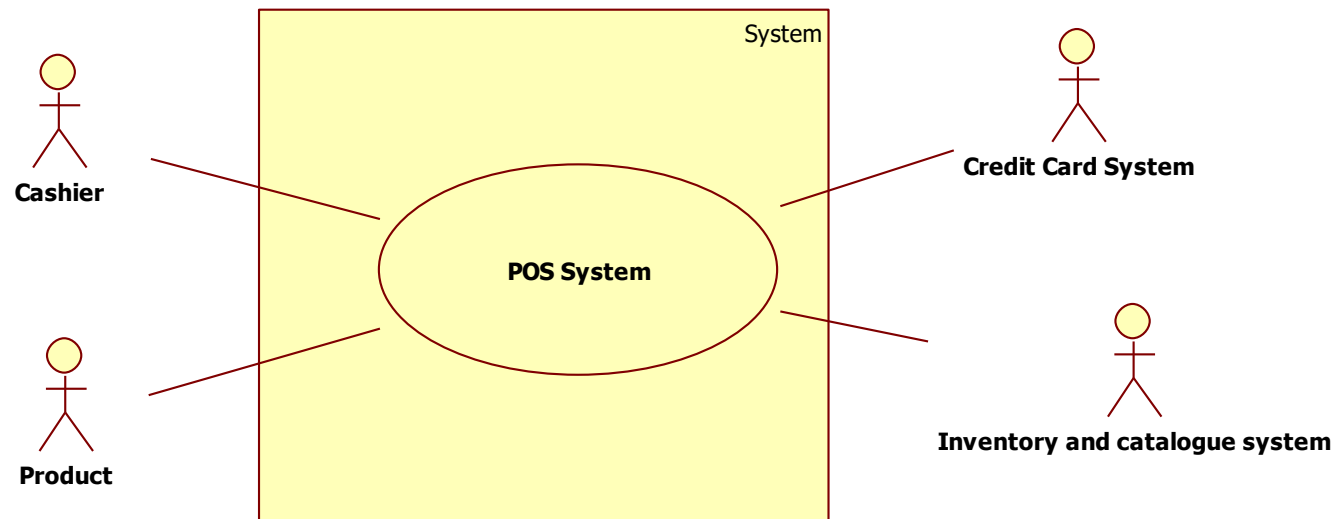 System
Cashier
Credit Card System
POS System
Product
Inventory and catalogue system